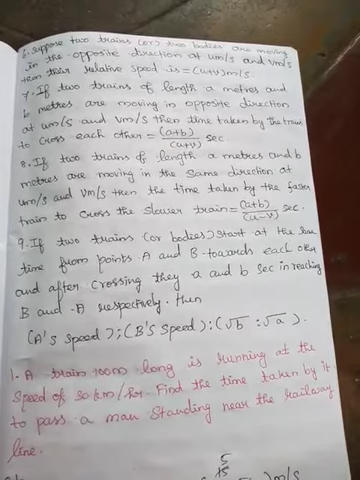 6. Suppose two trains (or) two bodies are moving
in the opposite direction at um/s and vm/s
then their relative speed is = (u+v)m/s.
7. If two trains of length a metres and
b metres are moving in opposite direction
at um/s and vm/s then time taken by the trains
to cross each other = (a+b)/(u+v) sec.
8. If two trains of length a metres and b
metres are moving in the same direction at
um/s and vm/s then the time taken by the faster
train to cross the slower train = (a+b)/(u-v) sec.
9. If two trains (or bodies) start at the same
time from points A and B towards each other
and after crossing they a and b sec in reaching
B and A respectively. then
(A's speed) : (B's speed) : (√b : √a).
1. A train 100m long is running at the
speed of 30 km/hr. Find the time taken by it
to pass a man standing near the railway
line.
5
15
) m/s